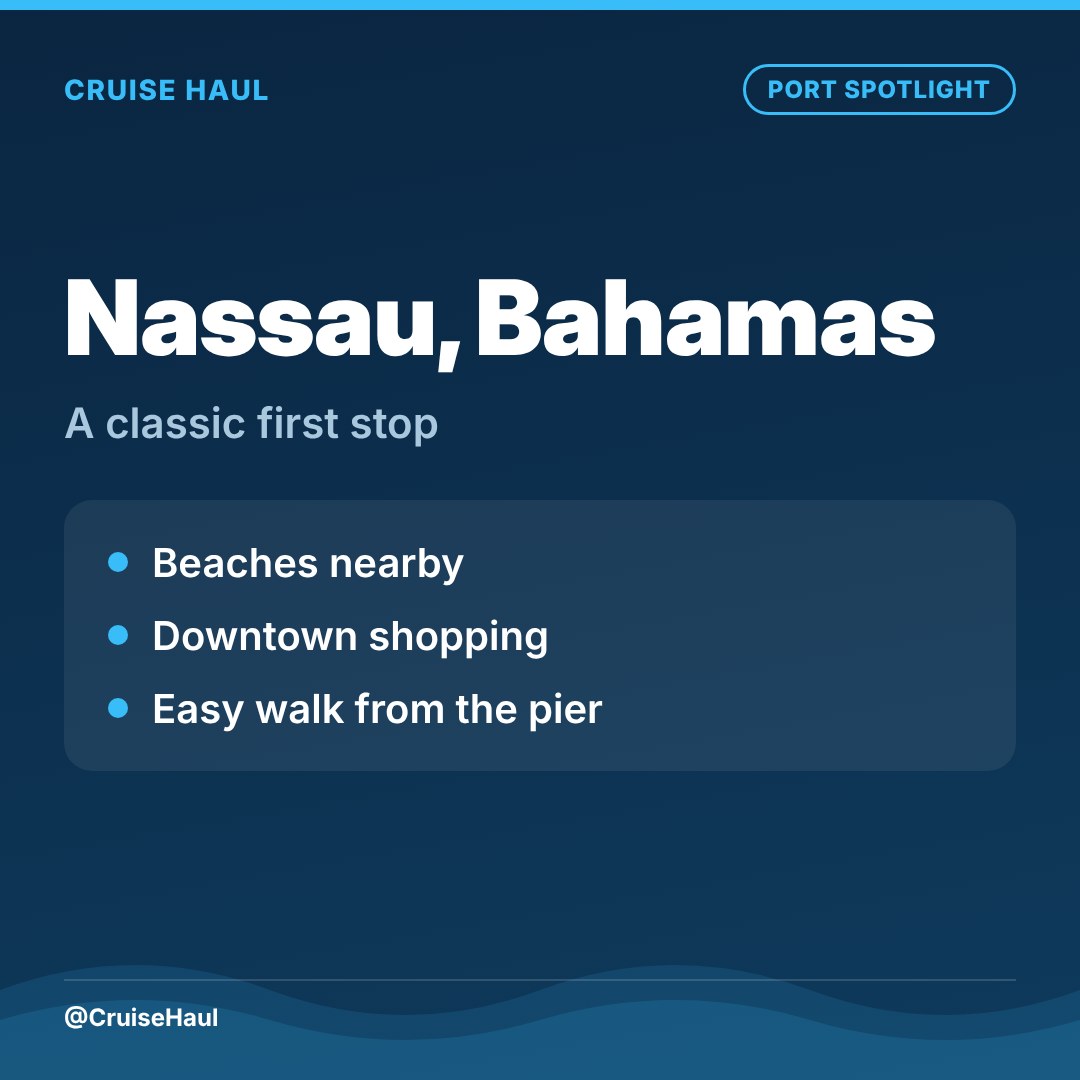 CRUISE HAUL
PORT SPOTLIGHT
Nassau, Bahamas
A classic first stop
Beaches nearby
Downtown shopping
Easy walk from the pier
@CruiseHaul